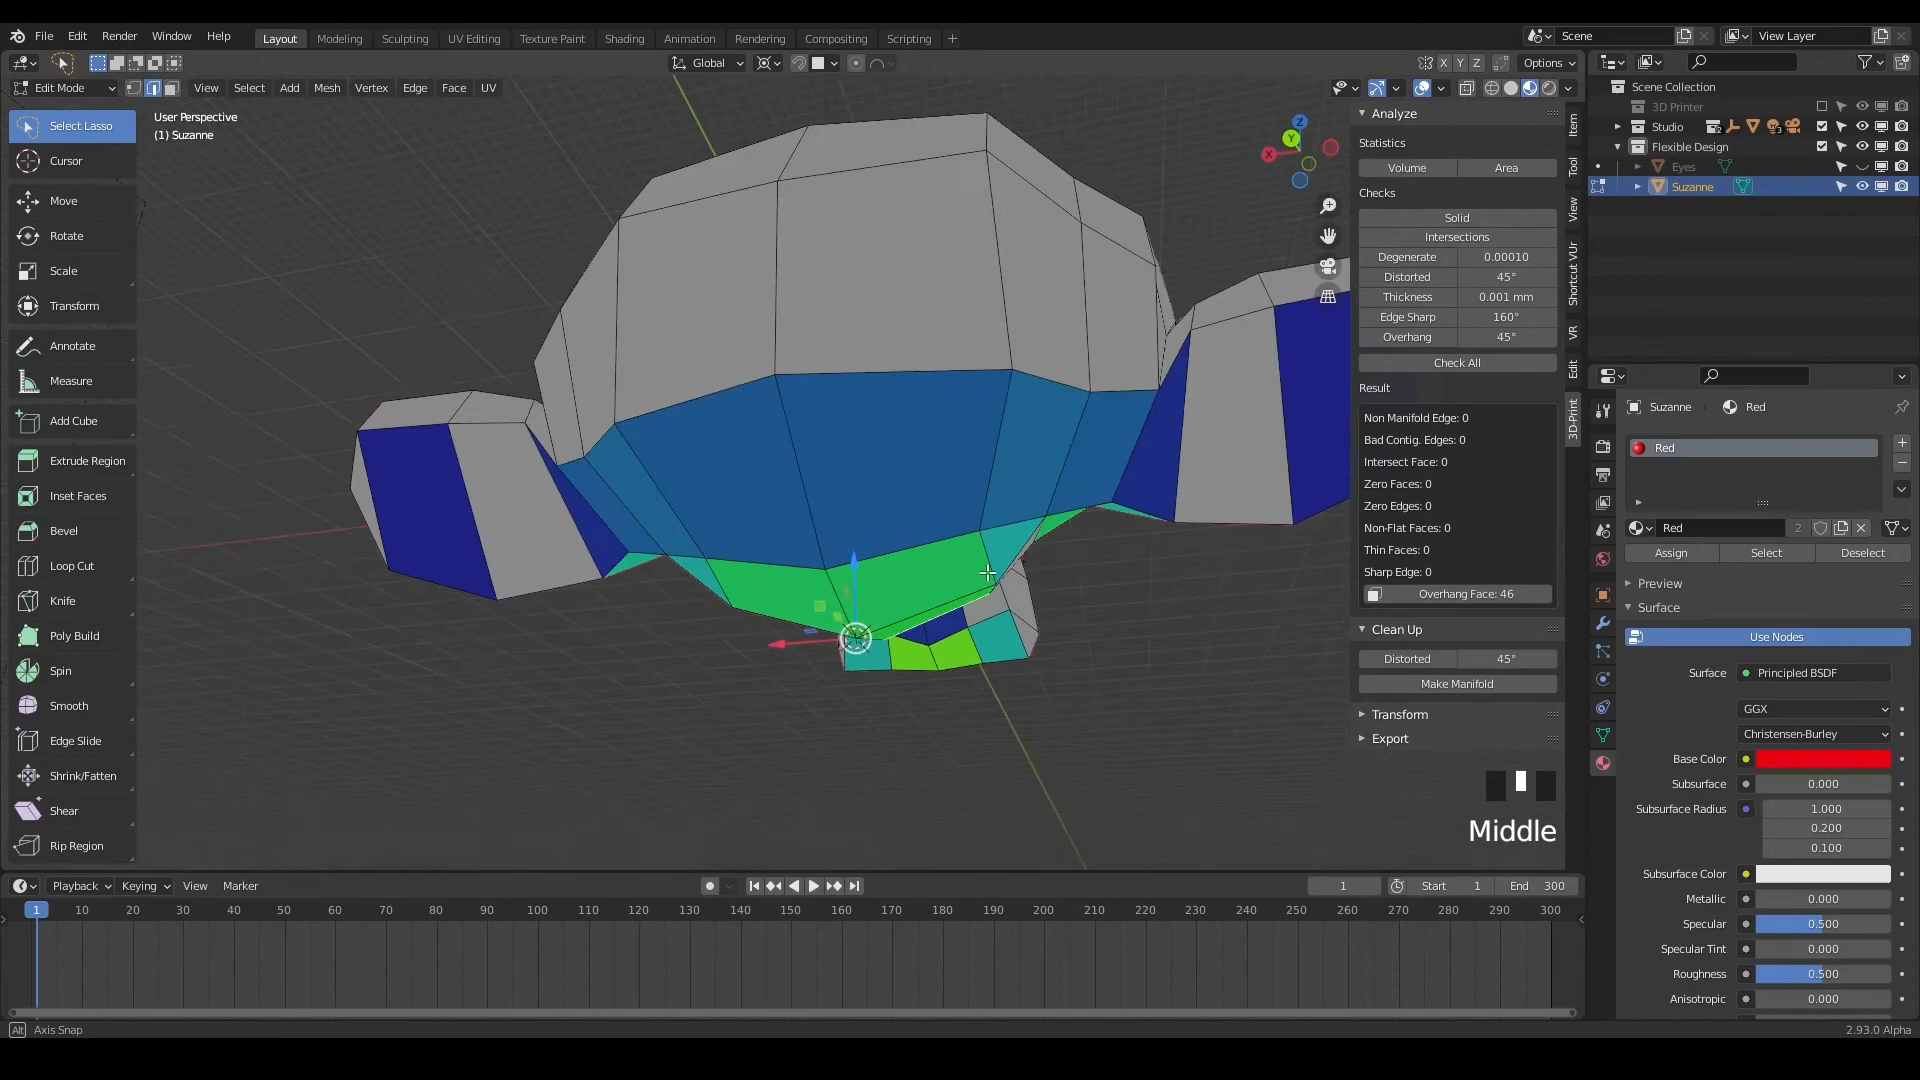 File Edit Render Window Help Layout Modeling Sculpting UV Editing Texture Paint Shading Animation Rendering Compositing Scripting + Scene View Layer
Global X Y Z Options
Edit Mode View Select Add Mesh Vertex Edge Face UV
User Perspective
(1) Suzanne
Select Lasso
Cursor
Move
Rotate
Scale
Transform
Annotate
Measure
Add Cube
Extrude Region
Inset Faces
Bevel
Loop Cut
Knife
Poly Build
Spin
Smooth
Edge Slide
Shrink/Fatten
Shear
Rip Region
Z
Y
X
Analyze
Statistics
Volume Area
Checks
Solid
Intersections
Degenerate 0.00010
Distorted 45°
Thickness 0.001 mm
Edge Sharp 160°
Overhang 45°
Check All
Result
Non Manifold Edge: 0
Bad Contig. Edges: 0
Intersect Face: 0
Zero Faces: 0
Zero Edges: 0
Non-Flat Faces: 0
Thin Faces: 0
Sharp Edge: 0
Overhang Face: 46
Clean Up
Distorted 45°
Make Manifold
Transform
Export
Middle
Item
Tool
View
Shortcut VUr
VR
Edit
3D-Print
Scene Collection
3D Printer
Studio 2 3
Flexible Design
Eyes
Suzanne
Suzanne Red
Red
Red 2
Assign Select Deselect
Preview
Surface
Use Nodes
Surface Principled BSDF
GGX
Christensen-Burley
Base Color
Subsurface 0.000
Subsurface Radius 1.000
0.200
0.100
Subsurface Color
Metallic 0.000
Specular 0.500
Specular Tint 0.000
Roughness 0.500
Anisotropic 0.000
Playback Keying View Marker 1 Start 1 End 300
1 10 20 30 40 50 60 70 80 90 100 110 120 130 140 150 160 170 180 190 200 210 220 230 240 250 260 270 280 290 300
Alt Axis Snap 2.93.0 Alpha